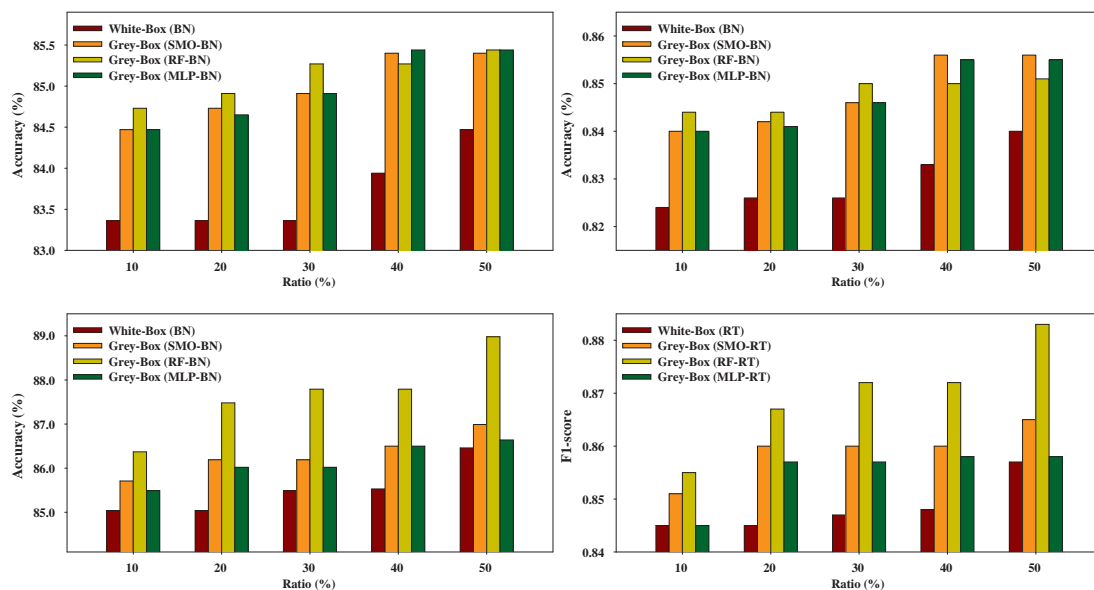 White-Box (BN)
Grey-Box (SMO-BN)
Grey-Box (RF-BN)
Grey-Box (MLP-BN)
85.5
85.0
84.5
84.0
83.5
83.0
Accuracy (%)
10 20 30 40 50
Ratio (%)
White-Box (BN)
Grey-Box (SMO-BN)
Grey-Box (RF-BN)
Grey-Box (MLP-BN)
0.86
0.85
0.84
0.83
0.82
Accuracy (%)
10 20 30 40 50
Ratio (%)
White-Box (BN)
Grey-Box (SMO-BN)
Grey-Box (RF-BN)
Grey-Box (MLP-BN)
89.0
88.0
87.0
86.0
85.0
Accuracy (%)
10 20 30 40 50
Ratio (%)
White-Box (RT)
Grey-Box (SMO-RT)
Grey-Box (RF-RT)
Grey-Box (MLP-RT)
0.88
0.87
0.86
0.85
0.84
F1-score
10 20 30 40 50
Ratio (%)